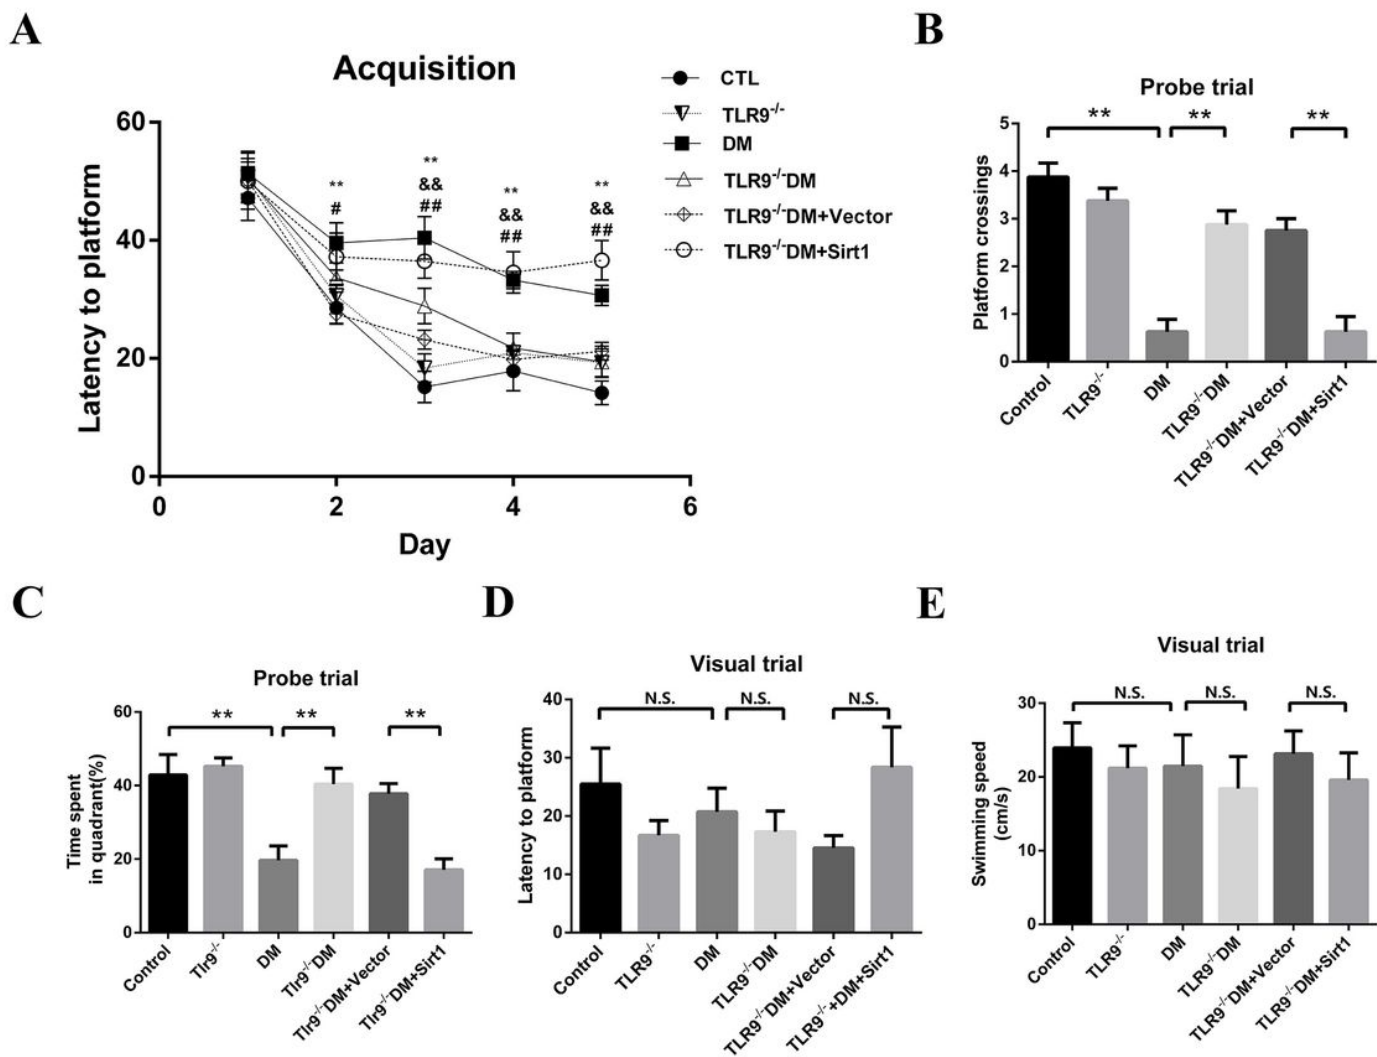 A
Acquisition
Latency to platform
60
40
20
0
0
2
4
6
Day
**
#
**
&&
##
**
&&
##
**
&&
##
CTL
TLR9-/-
DM
TLR9-/-DM
TLR9-/-DM+Vector
TLR9-/-DM+Sirt1
B
Probe trial
Platform crossings
5
4
3
2
1
0
**
**
**
Control
TLR9-/-
DM
TLR9-/-DM
TLR9-/-DM+Vector
TLR9-/-DM+Sirt1
C
Probe trial
Time spent
in quadrant(%)
60
40
20
0
**
**
**
Control
Tlr9-/-
DM
Tlr9-/-DM
Tlr9-/-DM+Vector
Tlr9-/-DM+Sirt1
D
Visual trial
Latency to platform
40
30
20
10
0
N.S.
N.S.
N.S.
Control
TLR9-/-
DM
TLR9-/-DM
TLR9-/-DM+Vector
TLR9-/-+DM+Sirt1
E
Visual trial
Swimming speed
(cm/s)
30
20
10
0
N.S.
N.S.
N.S.
Control
TLR9-/-
DM
TLR9-/-DM
TLR9-/-DM+Vector
TLR9-/-DM+Sirt1